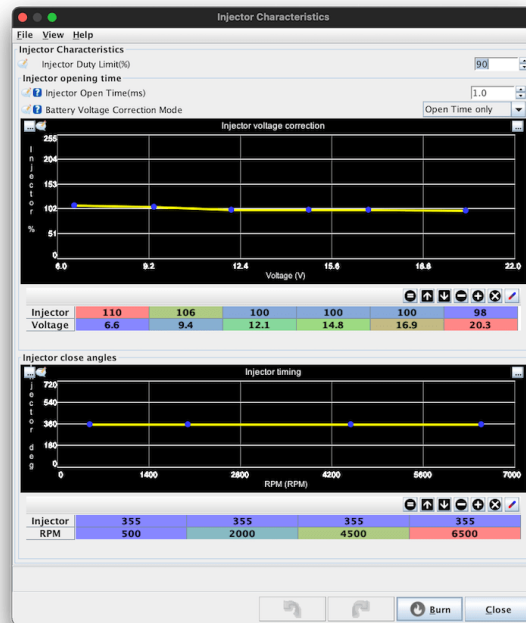 Injector Characteristics
File View Help
Injector Characteristics
Injector Duty Limit(%) 90
Injector opening time
Injector Open Time(ms) 1.0
Battery Voltage Correction Mode Open Time only
Injector voltage correction
Injector %
255
204
153
102
51
0
6.0 9.2 12.4 15.6 18.8 22.0
Voltage (V)
Injector 110 106 100 100 100 98
Voltage 6.6 9.4 12.1 14.8 16.9 20.3
Injector close angles
Injector timing
jector deg
720
540
360
180
0
0 1400 2800 4200 5600 7000
RPM (RPM)
Injector 355 355 355 355
RPM 500 2000 4500 6500
Burn Close